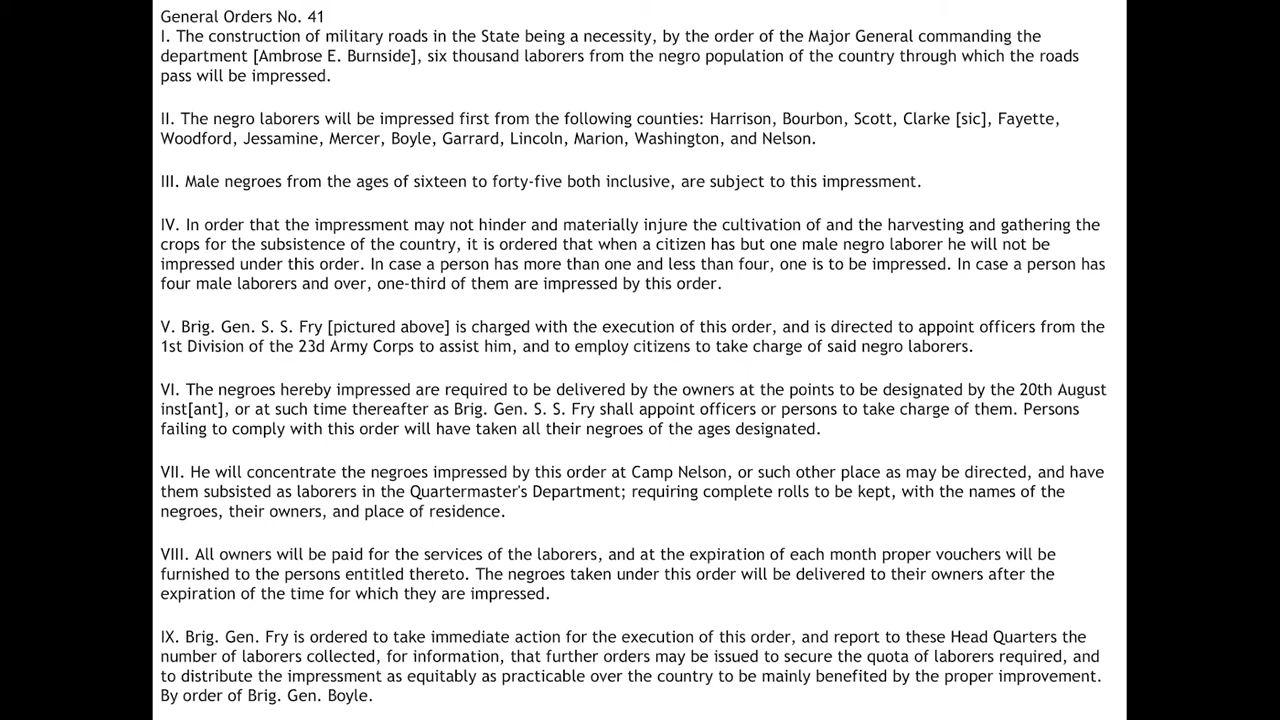 General Orders No. 41
I. The construction of military roads in the State being a necessity, by the order of the Major General commanding the
department [Ambrose E. Burnside], six thousand laborers from the negro population of the country through which the roads
pass will be impressed.
II. The negro laborers will be impressed first from the following counties: Harrison, Bourbon, Scott, Clarke [sic], Fayette,
Woodford, Jessamine, Mercer, Boyle, Garrard, Lincoln, Marion, Washington, and Nelson.
III. Male negroes from the ages of sixteen to forty-five both inclusive, are subject to this impressment.
IV. In order that the impressment may not hinder and materially injure the cultivation of and the harvesting and gathering the
crops for the subsistence of the country, it is ordered that when a citizen has but one male negro laborer he will not be
impressed under this order. In case a person has more than one and less than four, one is to be impressed. In case a person has
four male laborers and over, one-third of them are impressed by this order.
V. Brig. Gen. S. S. Fry [pictured above] is charged with the execution of this order, and is directed to appoint officers from the
1st Division of the 23d Army Corps to assist him, and to employ citizens to take charge of said negro laborers.
VI. The negroes hereby impressed are required to be delivered by the owners at the points to be designated by the 20th August
inst[ant], or at such time thereafter as Brig. Gen. S. S. Fry shall appoint officers or persons to take charge of them. Persons
failing to comply with this order will have taken all their negroes of the ages designated.
VII. He will concentrate the negroes impressed by this order at Camp Nelson, or such other place as may be directed, and have
them subsisted as laborers in the Quartermaster's Department; requiring complete rolls to be kept, with the names of the
negroes, their owners, and place of residence.
VIII. All owners will be paid for the services of the laborers, and at the expiration of each month proper vouchers will be
furnished to the persons entitled thereto. The negroes taken under this order will be delivered to their owners after the
expiration of the time for which they are impressed.
IX. Brig. Gen. Fry is ordered to take immediate action for the execution of this order, and report to these Head Quarters the
number of laborers collected, for information, that further orders may be issued to secure the quota of laborers required, and
to distribute the impressment as equitably as practicable over the country to be mainly benefited by the proper improvement.
By order of Brig. Gen. Boyle.